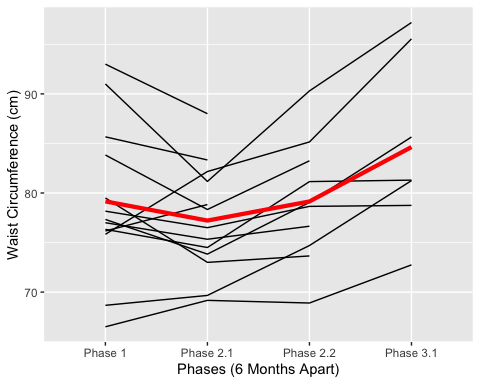 Waist Circumference (cm)
90
80
70
Phase 1
Phase 2.1
Phase 2.2
Phase 3.1
Phases (6 Months Apart)